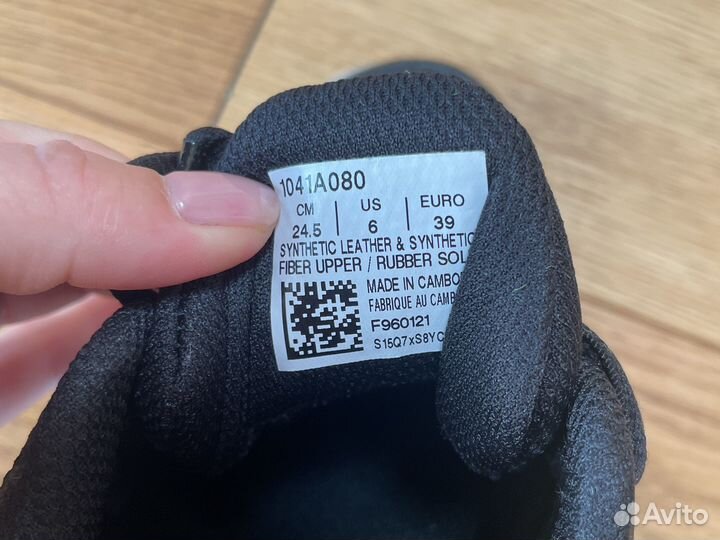 1041A080
CM US EURO
24.5 6 39
SYNTHETIC LEATHER & SYNTHETIC
FIBER UPPER / RUBBER SOL
MADE IN CAMBO
FABRIQUE AU CAMB
F960121
S15Q7xS8YC
Avito